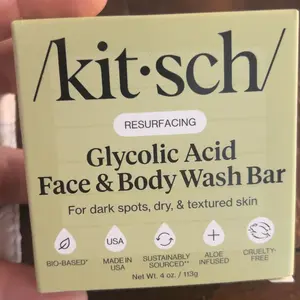 /kit·sch/
RESURFACING
Glycolic Acid
Face & Body Wash Bar
For dark spots, dry, & textured skin
USA
BIO-BASED*
MADE IN
USA
SUSTAINABLY
SOURCED**
ALOE
INFUSED
CRUELTY-
FREE
Net Wt. 4 oz. / 113g